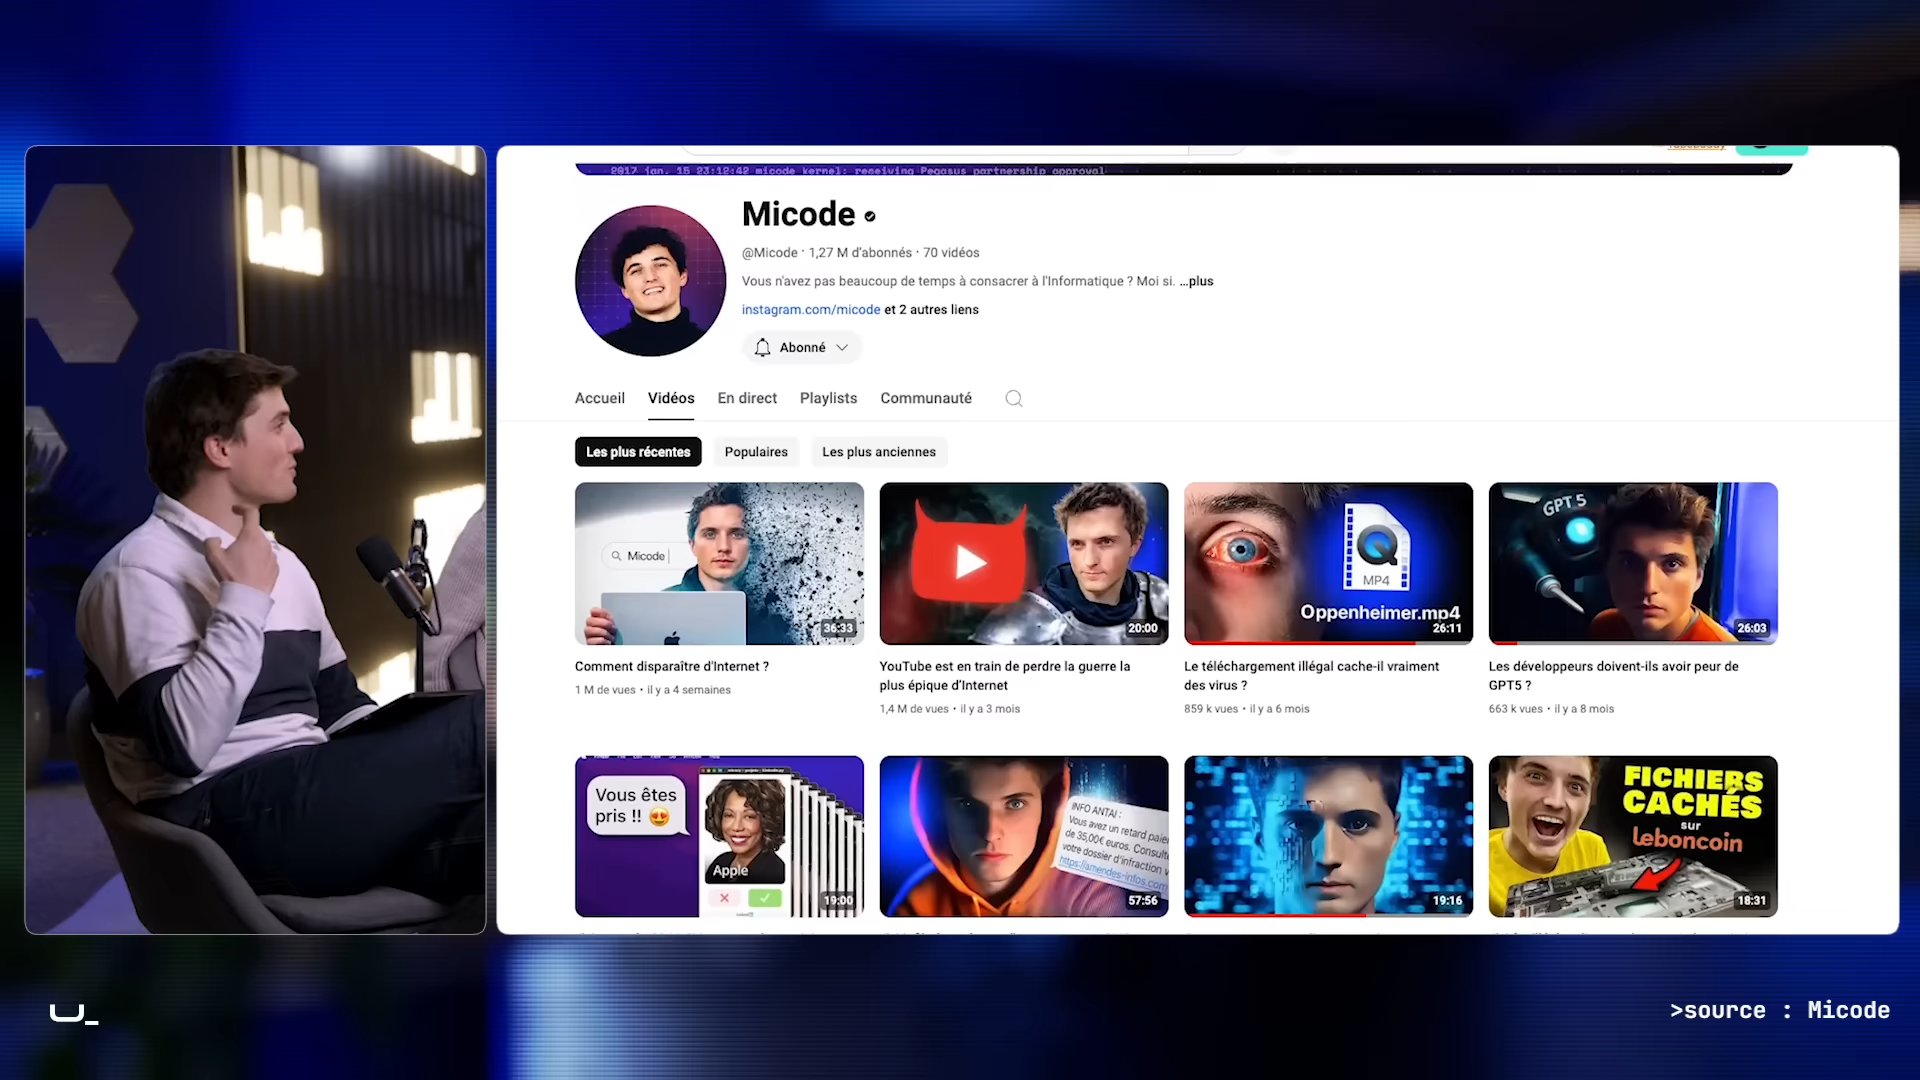 2017 jan. 15 23:12:42 micode kernel: receiving Pegasus partnership approval
Micode
@Micode · 1,27 M d'abonnés · 70 vidéos
Vous n'avez pas beaucoup de temps à consacrer à l'Informatique ? Moi si. ...plus
instagram.com/micode et 2 autres liens
Abonné
Accueil Vidéos En direct Playlists Communauté
Les plus récentes Populaires Les plus anciennes
Micode
36:33
20:00
MP4
Oppenheimer.mp4
26:11
GPT 5
26:03
Comment disparaître d'Internet ?
1 M de vues • il y a 4 semaines
YouTube est en train de perdre la guerre la
plus épique d'Internet
1,4 M de vues • il y a 3 mois
Le téléchargement illégal cache-il vraiment
des virus ?
859 k vues • il y a 6 mois
Les développeurs doivent-ils avoir peur de
GPT5 ?
663 k vues • il y a 8 mois
Vous êtes
pris !! 😍
Apple
19:00
INFO ANTAI :
Vous avez un retard
de 35,00€ euros.
votre dossier d'infraction
https://amendes-infos.com
57:56
19:16
FICHIERS
CACHÉS
sur
leboncoin
18:31
>source : Micode